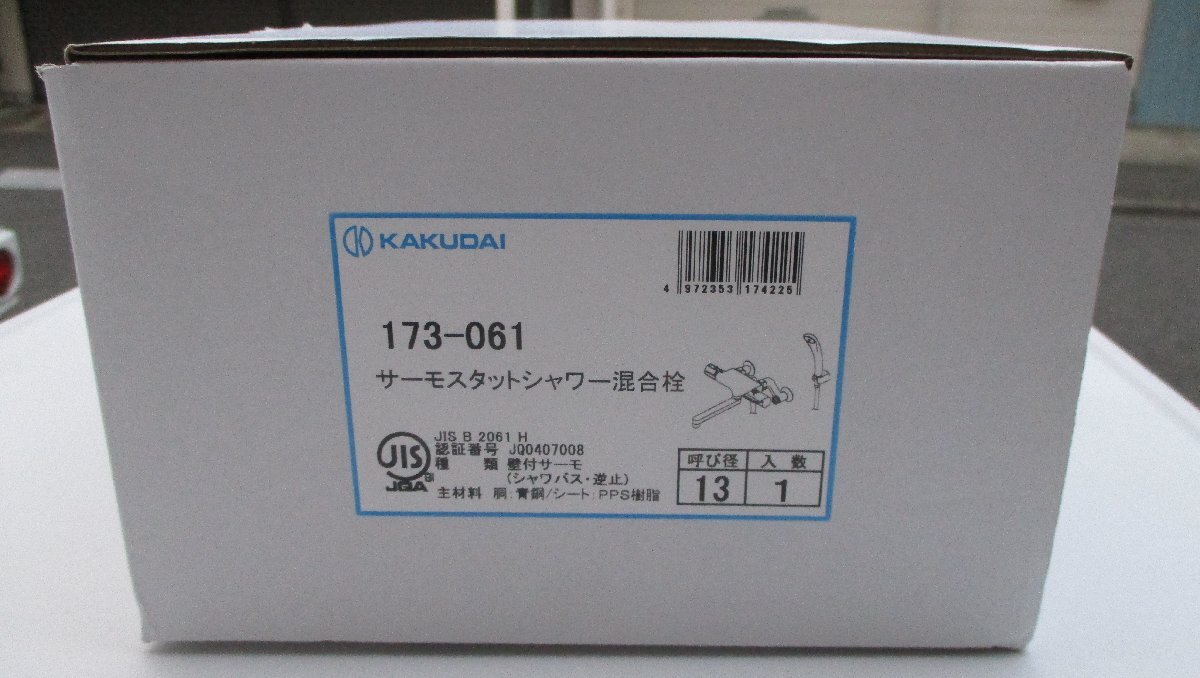 KAKUDAI
4 972353 174225
173-061
サーモスタットシャワー混合栓
JIS B 2061 H
認証番号 JQ0407008
種 類 壁付サーモ
(シャワバス・逆止)
主材料 胴:青銅/シート:PPS樹脂
JIS
JQA
呼び径 入数
13 1